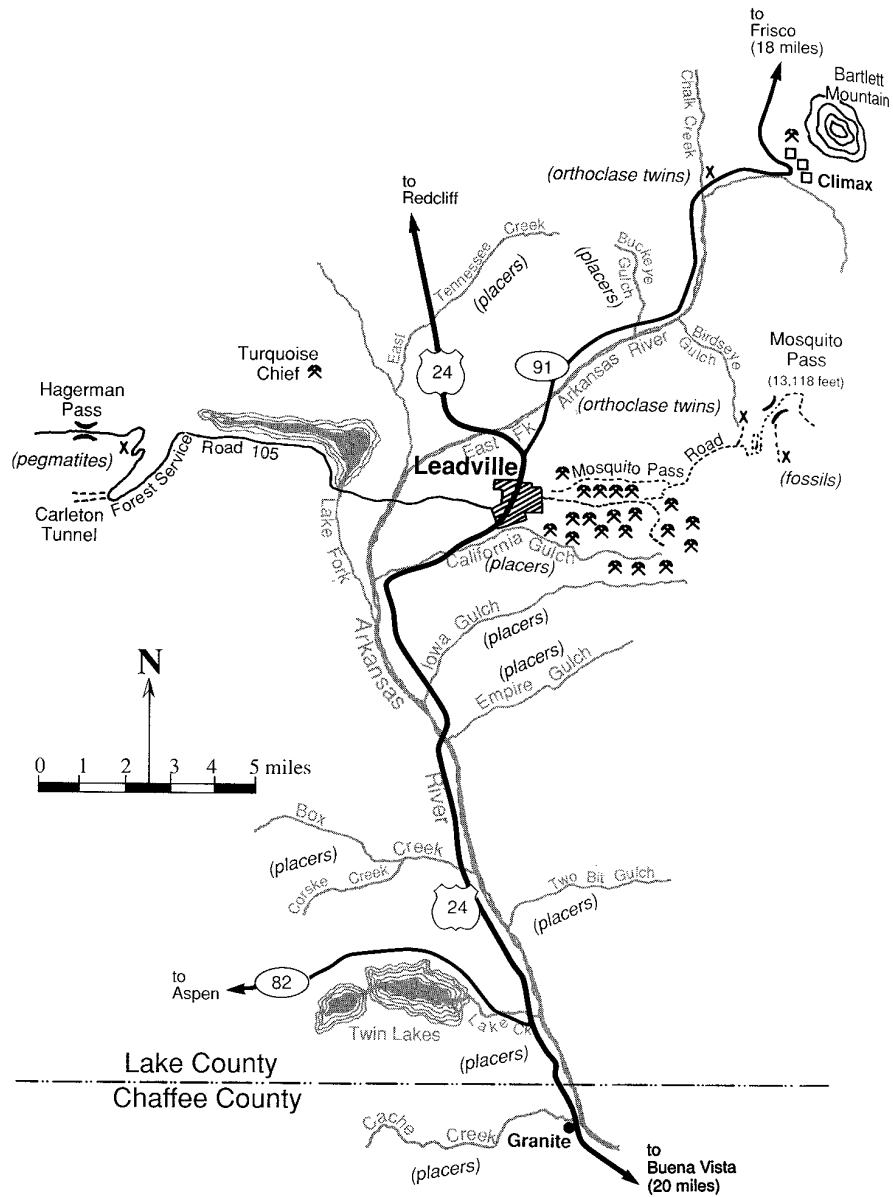 to
Frisco
(18 miles)
Bartlett
Mountain
Chalk Creek
(orthoclase twins)
x
Climax
to
Redcliff
East Tennessee Creek
(placers)
Buckeye
Gulch
(placers)
Birdseye
Gulch
Mosquito
Pass
(13,118 feet)
Turquoise
Chief
24
91
East Fk Arkansas River
(orthoclase twins)
x
Hagerman
Pass
x
(pegmatites)
Forest Service
Road 105
Carleton
Tunnel
Leadville
Mosquito Pass Road
x
(fossils)
Lake Fork
California Gulch
(placers)
Arkansas
River
Iowa Gulch
(placers)
(placers)
Empire Gulch
N
0 1 2 3 4 5 miles
Box
Creek
(placers)
Corske Creek
24
Two Bit Gulch
(placers)
to
Aspen
82
Twin Lakes
Lake Ck
(placers)
Lake County
Chaffee County
Cache
Creek
Granite
(placers)
to
Buena Vista
(20 miles)